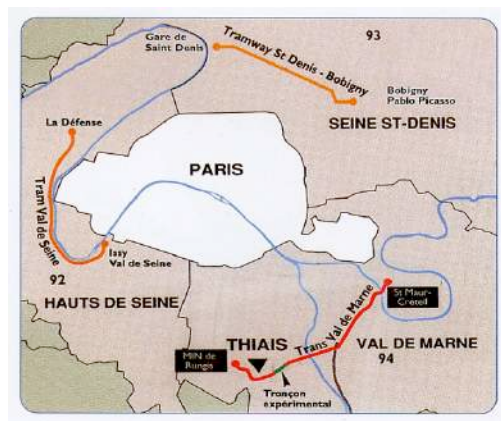 93
Gare de
Saint Denis
Tramway St Denis - Bobigny
Bobigny
Pablo Picasso
SEINE ST-DENIS
La Défense
PARIS
Tram Val de Seine
Issy
Val de Seine
92
HAUTS DE SEINE
St Maur-
Créteil
Trans Val de Marne
THIAIS
VAL DE MARNE
94
MIN de
Rungis
Tronçon
expérimental